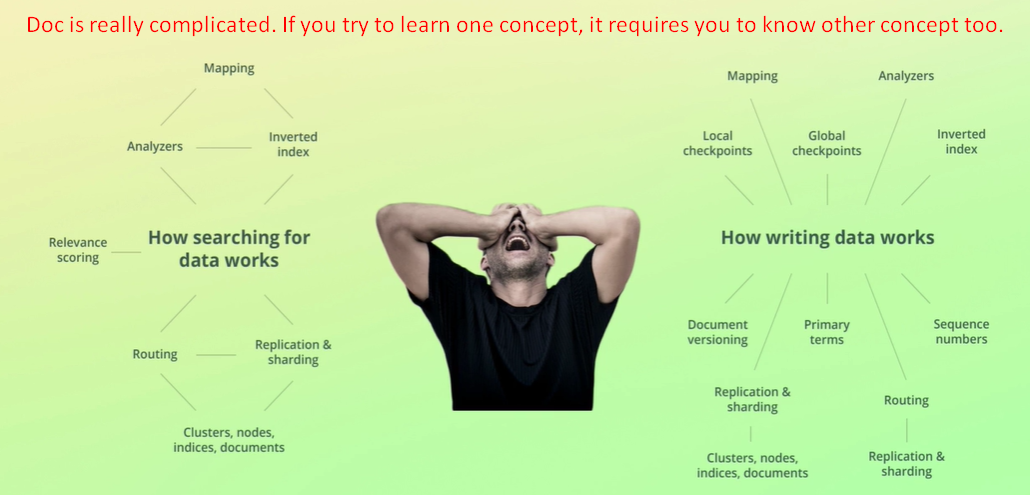 Doc is really complicated. If you try to learn one concept, it requires you to know other concept too.
Mapping
Analyzers
Inverted
index
Relevance
scoring
How searching for
data works
Routing
Replication &
sharding
Clusters, nodes,
indices, documents
Mapping
Analyzers
Local
checkpoints
Global
checkpoints
Inverted
index
How writing data works
Document
versioning
Primary
terms
Sequence
numbers
Replication &
sharding
Routing
Clusters, nodes,
indices, documents
Replication &
sharding